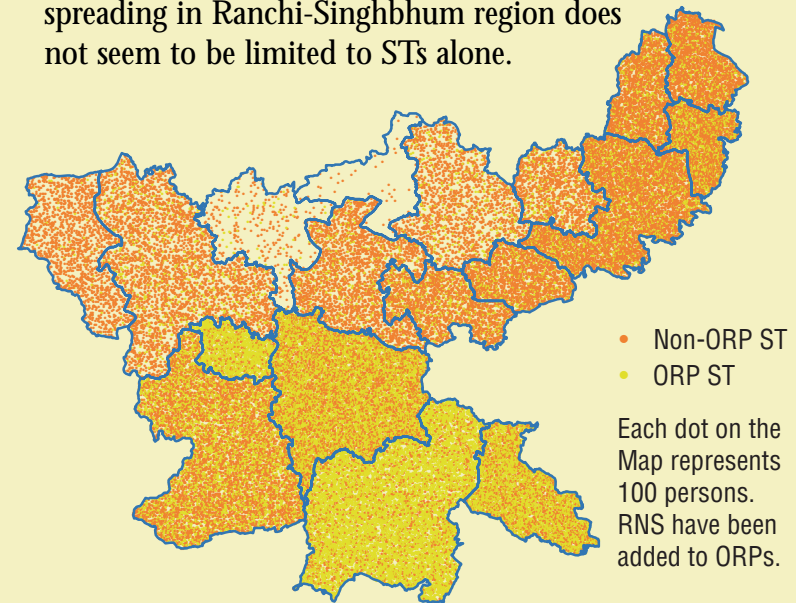 spreading in Ranchi-Singhbhum region does
not seem to be limited to STs alone.
Non-ORP ST
ORP ST
Each dot on the
Map represents
100 persons.
RNS have been
added to ORPs.